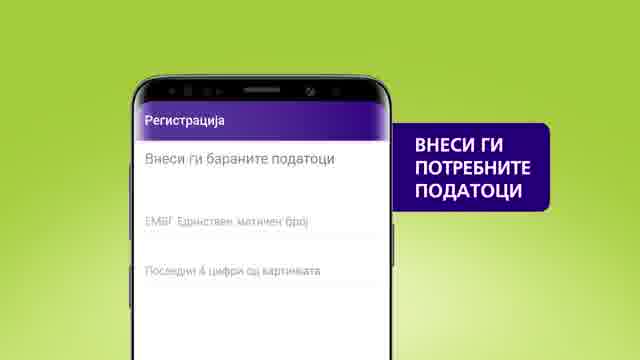 Регистрација
Внеси ги бараните податоци
ЕМБГ Единствен матичен број
Последни 4 цифри од картичката
ВНЕСИ ГИ
ПОТРЕБНИТЕ
ПОДАТОЦИ